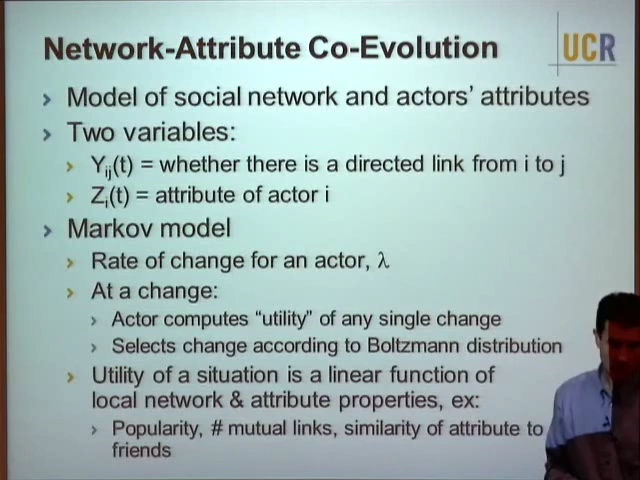 Network-Attribute Co-Evolution
UCR
› Model of social network and actors' attributes
› Two variables:
› Yij(t) = whether there is a directed link from i to j
› Zi(t) = attribute of actor i
› Markov model
› Rate of change for an actor, λ
› At a change:
› Actor computes "utility" of any single change
› Selects change according to Boltzmann distribution
› Utility of a situation is a linear function of
local network & attribute properties, ex:
› Popularity, # mutual links, similarity of attribute to
friends